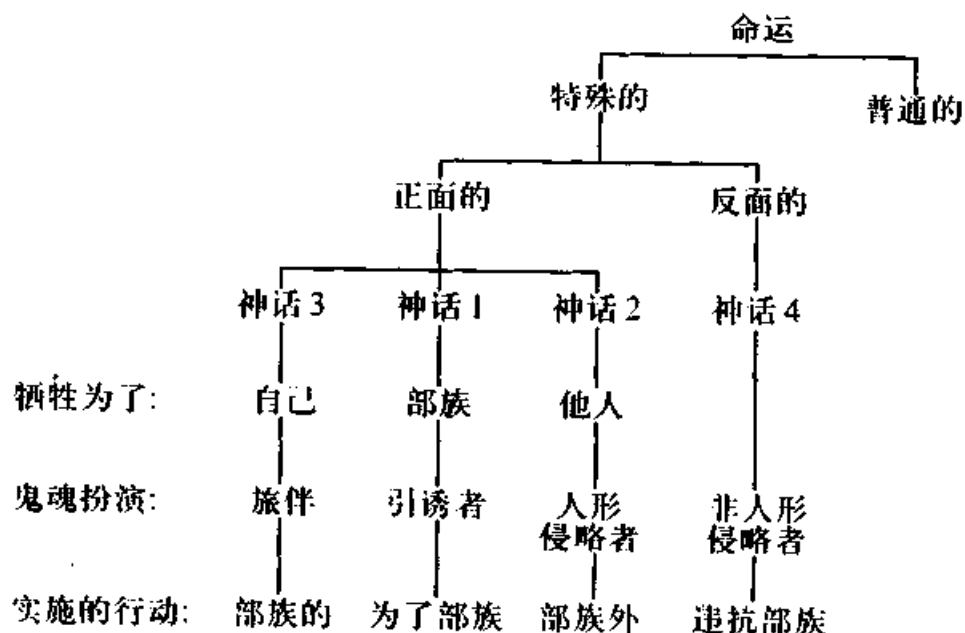 命运
特殊的 普通的
正面的 反面的
神话3 神话1 神话2 神话4
牺牲为了: 自己 部族 他人
鬼魂扮演: 旅伴 引诱者 人形 非人形
侵略者 侵略者
实施的行动: 部族的 为了部族 部族外 违抗部族